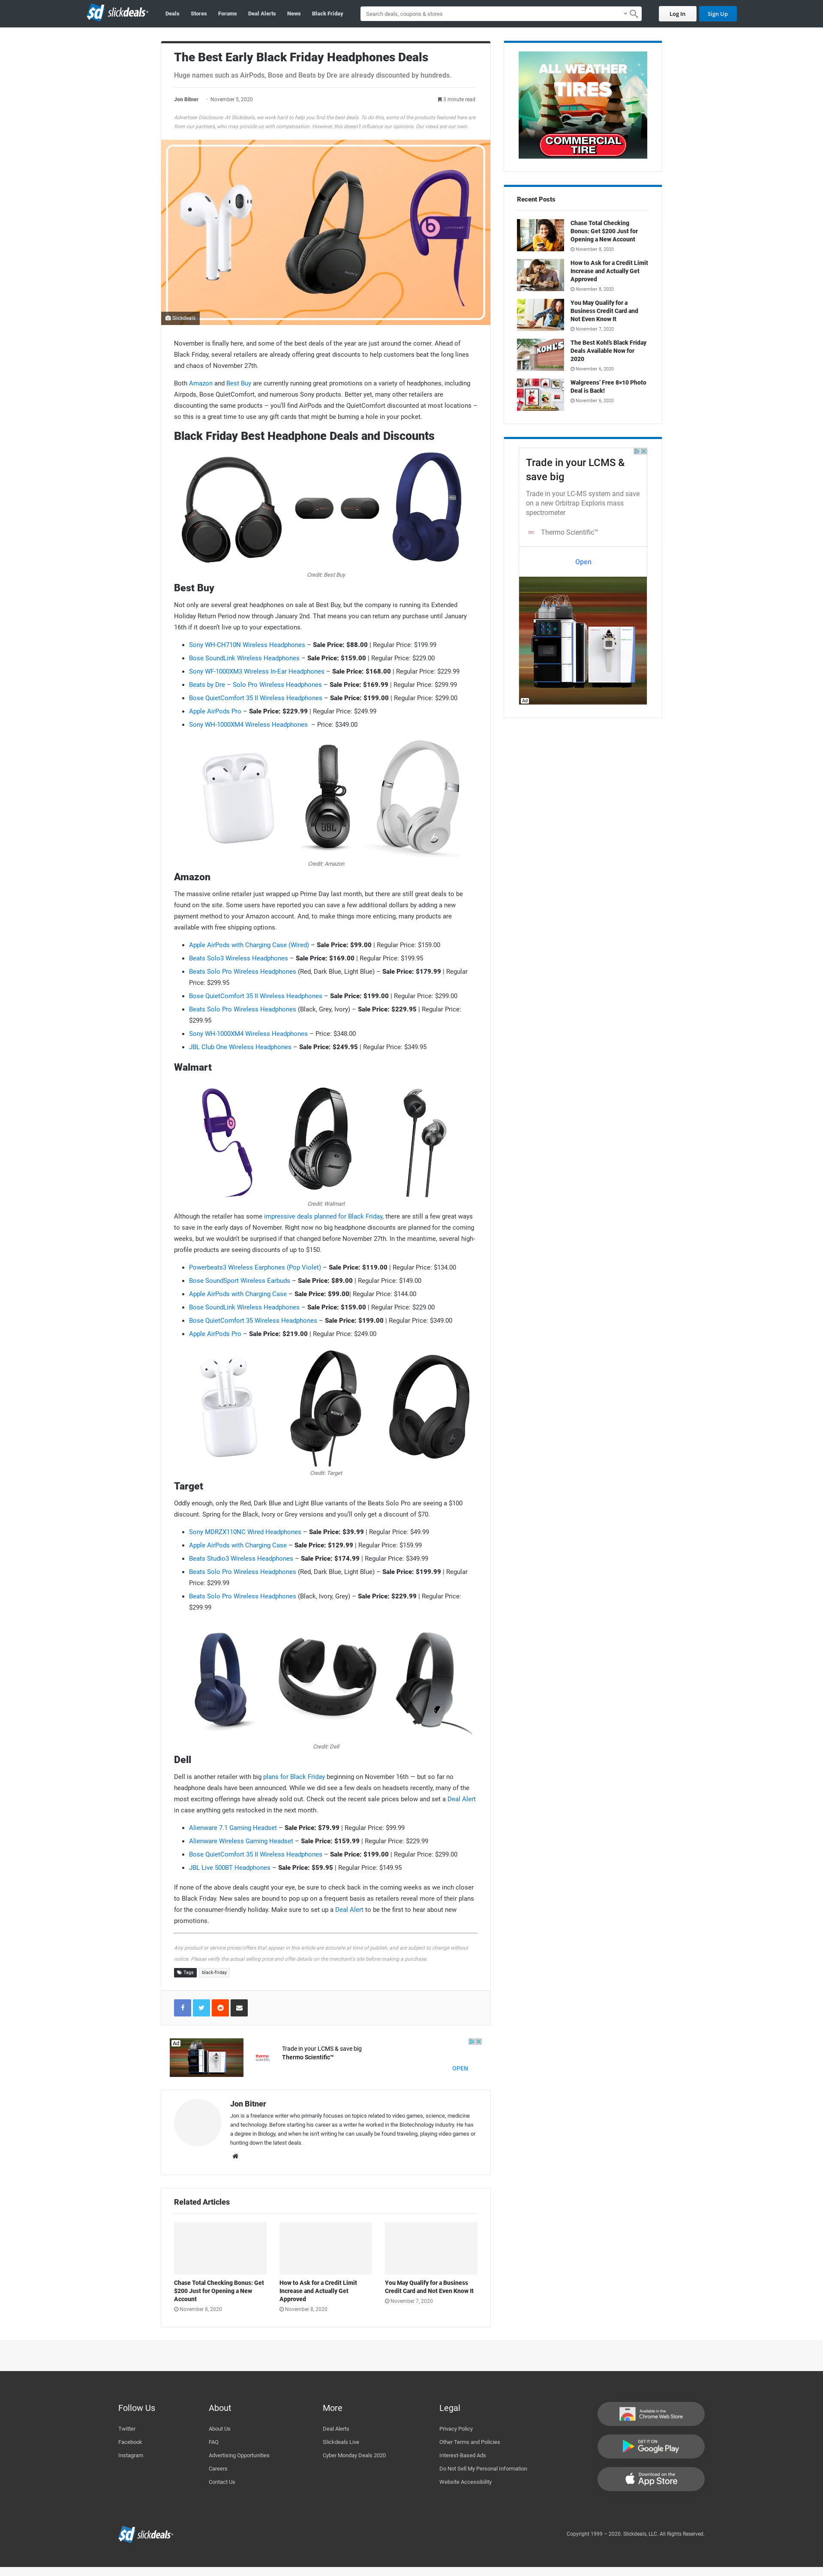 slickdeals
Deals
Stores
Forums
Deal Alerts
News
Black Friday
Search deals, coupons & stores
Log In
Sign Up
The Best Early Black Friday Headphones Deals
Huge names such as AirPods, Bose and Beats by Dre are already discounted by hundreds.
Jon Bitner - November 5, 2020
3 minute read
Advertiser Disclosure: At Slickdeals, we work hard to help you find the best deals. To do this, some of the products featured here are
from our partners, who may provide us with compensation. However, this doesn't influence our opinions. Our views are our own.
SONY
Slickdeals
November is finally here, and some of the best deals of the year are just around the corner. Ahead of
Black Friday, several retailers are already offering great discounts to help customers beat the long lines
and chaos of November 27th.
Both Amazon and Best Buy are currently running great promotions on a variety of headphones, including
Airpods, Bose QuietComfort, and numerous Sony products. Better yet, many other retailers are
discounting the same products – you'll find AirPods and the QuietComfort discounted at most locations –
so this is a great time to use any gift cards that might be burning a hole in your pocket.
Black Friday Best Headphone Deals and Discounts
Credit: Best Buy
Best Buy
Not only are several great headphones on sale at Best Buy, but the company is running its Extended
Holiday Return Period now through January 2nd. That means you can return any purchase until January
16th if it doesn't live up to your expectations.
Sony WH-CH710N Wireless Headphones – Sale Price: $88.00 | Regular Price: $199.99
Bose SoundLink Wireless Headphones – Sale Price: $159.00 | Regular Price: $229.00
Sony WF-1000XM3 Wireless In-Ear Headphones – Sale Price: $168.00 | Regular Price: $229.99
Beats by Dre – Solo Pro Wireless Headphones – Sale Price: $169.99 | Regular Price: $299.99
Bose QuietComfort 35 II Wireless Headphones – Sale Price: $199.00 | Regular Price: $299.00
Apple AirPods Pro – Sale Price: $229.99 | Regular Price: $249.99
Sony WH-1000XM4 Wireless Headphones – Price: $349.00
JBL
Credit: Amazon
Amazon
The massive online retailer just wrapped up Prime Day last month, but there are still great deals to be
found on the site. Some users have reported you can save a few additional dollars by adding a new
payment method to your Amazon account. And, to make things more enticing, many products are
available with free shipping options.
Apple AirPods with Charging Case (Wired) – Sale Price: $99.00 | Regular Price: $159.00
Beats Solo3 Wireless Headphones – Sale Price: $169.00 | Regular Price: $199.95
Beats Solo Pro Wireless Headphones (Red, Dark Blue, Light Blue) – Sale Price: $179.99 | Regular
Price: $299.95
Bose QuietComfort 35 II Wireless Headphones – Sale Price: $199.00 | Regular Price: $299.00
Beats Solo Pro Wireless Headphones (Black, Grey, Ivory) – Sale Price: $229.95 | Regular Price:
$299.95
Sony WH-1000XM4 Wireless Headphones – Price: $348.00
JBL Club One Wireless Headphones – Sale Price: $249.95 | Regular Price: $349.95
Walmart
Credit: Walmart
Although the retailer has some impressive deals planned for Black Friday, there are still a few great ways
to save in the early days of November. Right now no big headphone discounts are planned for the coming
weeks, but we wouldn't be surprised if that changed before November 27th. In the meantime, several high-
profile products are seeing discounts of up to $150.
Powerbeats3 Wireless Earphones (Pop Violet) – Sale Price: $119.00 | Regular Price: $134.00
Bose SoundSport Wireless Earbuds – Sale Price: $89.00 | Regular Price: $149.00
Apple AirPods with Charging Case – Sale Price: $99.00| Regular Price: $144.00
Bose SoundLink Wireless Headphones – Sale Price: $159.00 | Regular Price: $229.00
Bose QuietComfort 35 Wireless Headphones – Sale Price: $199.00 | Regular Price: $349.00
Apple AirPods Pro – Sale Price: $219.00 | Regular Price: $249.00
SONY
Credit: Target
Target
Oddly enough, only the Red, Dark Blue and Light Blue variants of the Beats Solo Pro are seeing a $100
discount. Spring for the Black, Ivory or Grey versions and you'll only get a discount of $70.
Sony MDRZX110NC Wired Headphones – Sale Price: $39.99 | Regular Price: $49.99
Apple AirPods with Charging Case – Sale Price: $129.99 | Regular Price: $159.99
Beats Studio3 Wireless Headphones – Sale Price: $174.99 | Regular Price: $349.99
Beats Solo Pro Wireless Headphones (Red, Dark Blue, Light Blue) – Sale Price: $199.99 | Regular
Price: $299.99
Beats Solo Pro Wireless Headphones (Black, Ivory, Grey) – Sale Price: $229.99 | Regular Price:
$299.99
Credit: Dell
Dell
Dell is another retailer with big plans for Black Friday beginning on November 16th — but so far no
headphone deals have been announced. While we did see a few deals on headsets recently, many of the
most exciting offerings have already sold out. Check out the recent sale prices below and set a Deal Alert
in case anything gets restocked in the next month.
Alienware 7.1 Gaming Headset – Sale Price: $79.99 | Regular Price: $99.99
Alienware Wireless Gaming Headset – Sale Price: $159.99 | Regular Price: $229.99
Bose QuietComfort 35 II Wireless Headphones – Sale Price: $199.00 | Regular Price: $299.00
JBL Live 500BT Headphones – Sale Price: $59.95 | Regular Price: $149.95
If none of the above deals caught your eye, be sure to check back in the coming weeks as we inch closer
to Black Friday. New sales are bound to pop up on a frequent basis as retailers reveal more of their plans
for the consumer-friendly holiday. Make sure to set up a Deal Alert to be the first to hear about new
promotions.
Any product or service prices/offers that appear in this article are accurate at time of publish, and are subject to change without
notice. Please verify the actual selling price and offer details on the merchant's site before making a purchase.
Tags
black-friday
Ad
thermo scientific
Trade in your LCMS & save big
Thermo Scientific™
OPEN
Jon Bitner
Jon is a freelance writer who primarily focuses on topics related to video games, science, medicine
and technology. Before starting his career as a writer he worked in the Biotechnology industry. He has
a degree in Biology, and when he isn't writing he can usually be found traveling, playing video games or
hunting down the latest deals.
Related Articles
Chase Total Checking Bonus: Get
$200 Just for Opening a New
Account
November 8, 2020
How to Ask for a Credit Limit
Increase and Actually Get
Approved
November 8, 2020
You May Qualify for a Business
Credit Card and Not Even Know It
November 7, 2020
ALL WEATHER
TIRES
COMMERCIAL
TIRE
Recent Posts
Chase Total Checking
Bonus: Get $200 Just for
Opening a New Account
November 8, 2020
How to Ask for a Credit Limit
Increase and Actually Get
Approved
November 8, 2020
You May Qualify for a
Business Credit Card and
Not Even Know It
November 7, 2020
KOHL'S
The Best Kohl's Black Friday
Deals Available Now for
2020
November 6, 2020
Walgreens' Free 8×10 Photo
Deal is Back!
November 6, 2020
Trade in your LCMS &
save big
Trade in your LC-MS system and save
on a new Orbitrap Exploris mass
spectrometer
Thermo Scientific™
Open
Ad
Follow Us
Twitter
Facebook
Instagram
About
About Us
FAQ
Advertising Opportunities
Careers
Contact Us
More
Deal Alerts
Slickdeals Live
Cyber Monday Deals 2020
Legal
Privacy Policy
Other Terms and Policies
Interest-Based Ads
Do Not Sell My Personal Information
Website Accessibility
Available in the
Chrome Web Store
GET IT ON
Google Play
Download on the
App Store
slickdeals
Copyright 1999 – 2020. Slickdeals, LLC. All Rights Reserved.